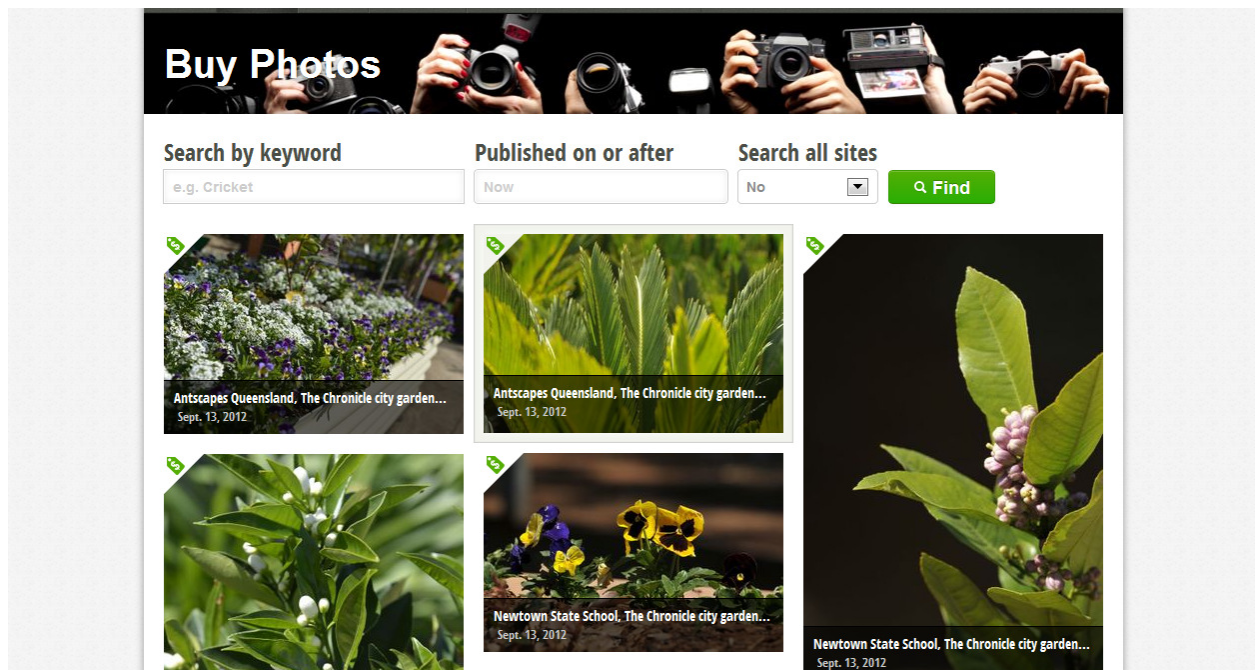 Buy Photos
Search by keyword
Published on or after
Search all sites
e.g. Cricket
Now
No
Find
Antscapes Queensland, The Chronicle city garden...
Sept. 13, 2012
Antscapes Queensland, The Chronicle city garden...
Sept. 13, 2012
Newtown State School, The Chronicle city garden...
Sept. 13, 2012
Newtown State School, The Chronicle city garden...
Sept. 13, 2012